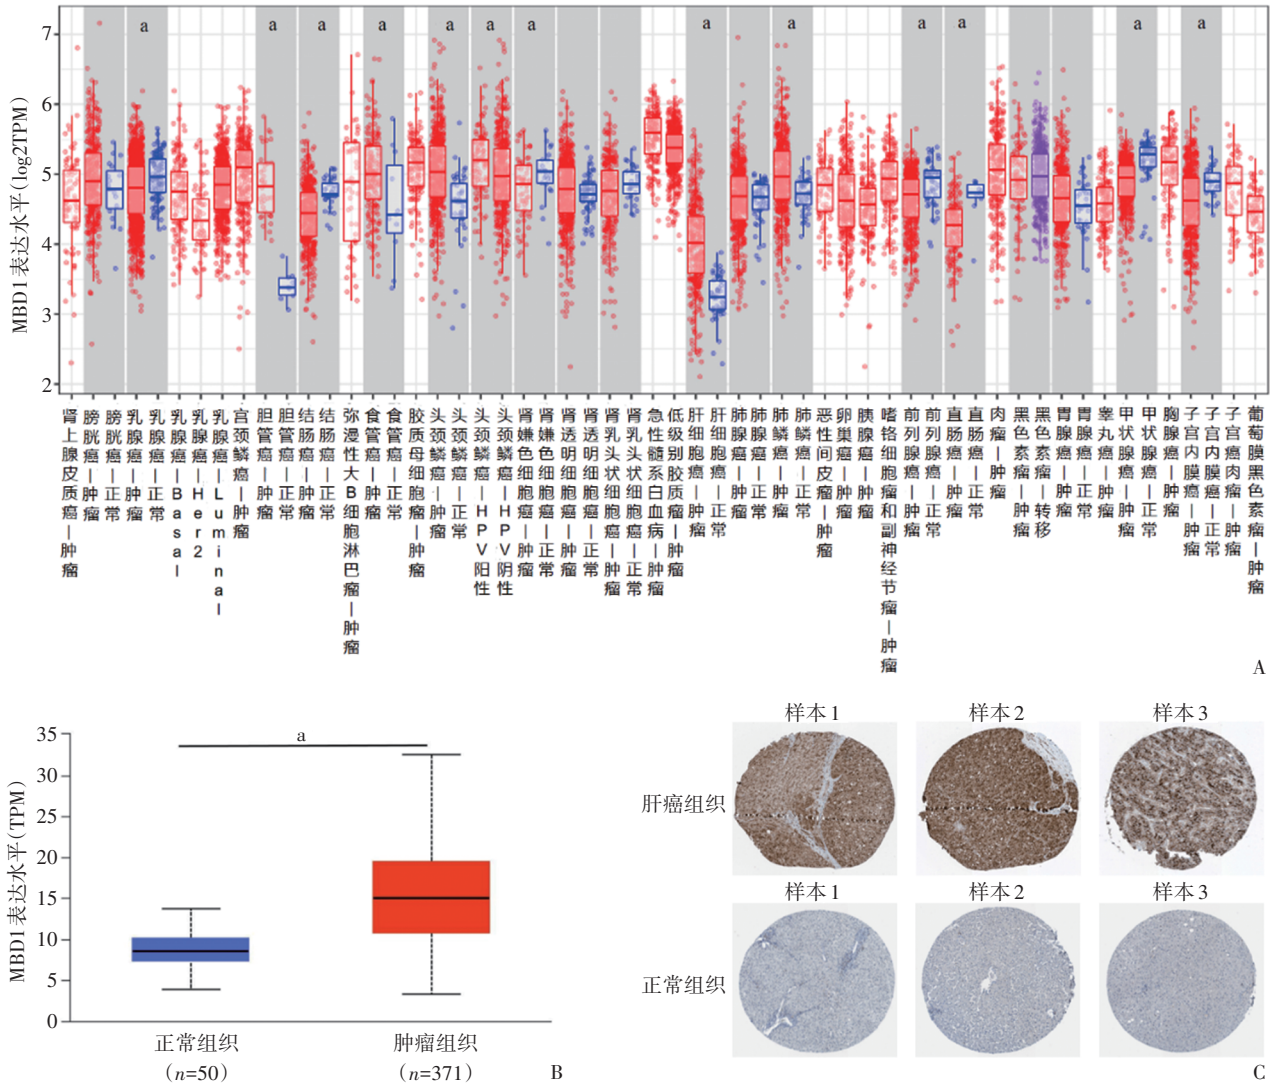 a a a a a a a a a a a a a
MBD1 表达水平(log2TPM)
7
6
5
4
3
2
肾上腺皮质癌—肿瘤
膀胱癌—肿瘤
膀胱癌—正常
乳腺癌—肿瘤
乳腺癌—正常
乳腺癌—Basal
乳腺癌—Her2
乳腺癌—Luminal
宫颈鳞癌—肿瘤
胆管癌—肿瘤
胆管癌—正常
结肠癌—肿瘤
结肠癌—正常
弥漫性大B细胞淋巴瘤—肿瘤
食管癌—肿瘤
食管癌—正常
胶质母细胞瘤—肿瘤
头颈鳞癌—肿瘤
头颈鳞癌—正常
头颈鳞癌—HPV阳性
头颈鳞癌—HPV阴性
肾嫌色细胞癌—肿瘤
肾嫌色细胞癌—正常
肾透明细胞癌—肿瘤
肾透明细胞癌—正常
肾乳头状细胞癌—肿瘤
肾乳头状细胞癌—正常
急性髓系白血病—肿瘤
低级别胶质瘤—肿瘤
肝细胞癌—肿瘤
肝细胞癌—正常
肺腺癌—肿瘤
肺腺癌—正常
肺鳞癌—肿瘤
肺鳞癌—正常
恶性间皮瘤—肿瘤
卵巢癌—肿瘤
胰腺癌—肿瘤
嗜铬细胞瘤和副神经节瘤—肿瘤
前列腺癌—肿瘤
前列腺癌—正常
直肠癌—肿瘤
直肠癌—正常
肉瘤—肿瘤
黑色素瘤—肿瘤
黑色素瘤—转移
胃腺癌—肿瘤
胃腺癌—正常
睾丸癌—肿瘤
甲状腺癌—肿瘤
甲状腺癌—正常
胸腺癌—肿瘤
子宫内膜癌—肿瘤
子宫内膜癌—正常
子宫肉瘤—肿瘤
葡萄膜黑色素瘤—肿瘤
A
MBD1 表达水平(TPM)
35
30
25
20
15
10
5
0
a
正常组织 肿瘤组织
(n=50) (n=371)
B
样本1 样本2 样本3
肝癌组织
样本1 样本2 样本3
正常组织
C